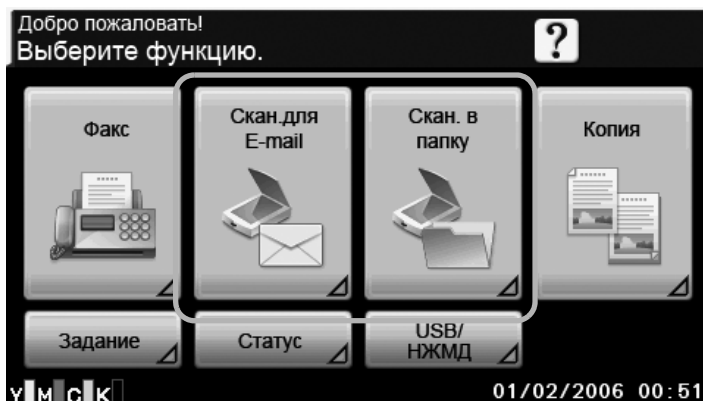 Добро пожаловать!
Выберите функцию.
?
Факс
Скан.для
E-mail
Скан. в
папку
Копия
Задание
Статус
USB/
НЖМД
Y M C K
01/02/2006 00:51